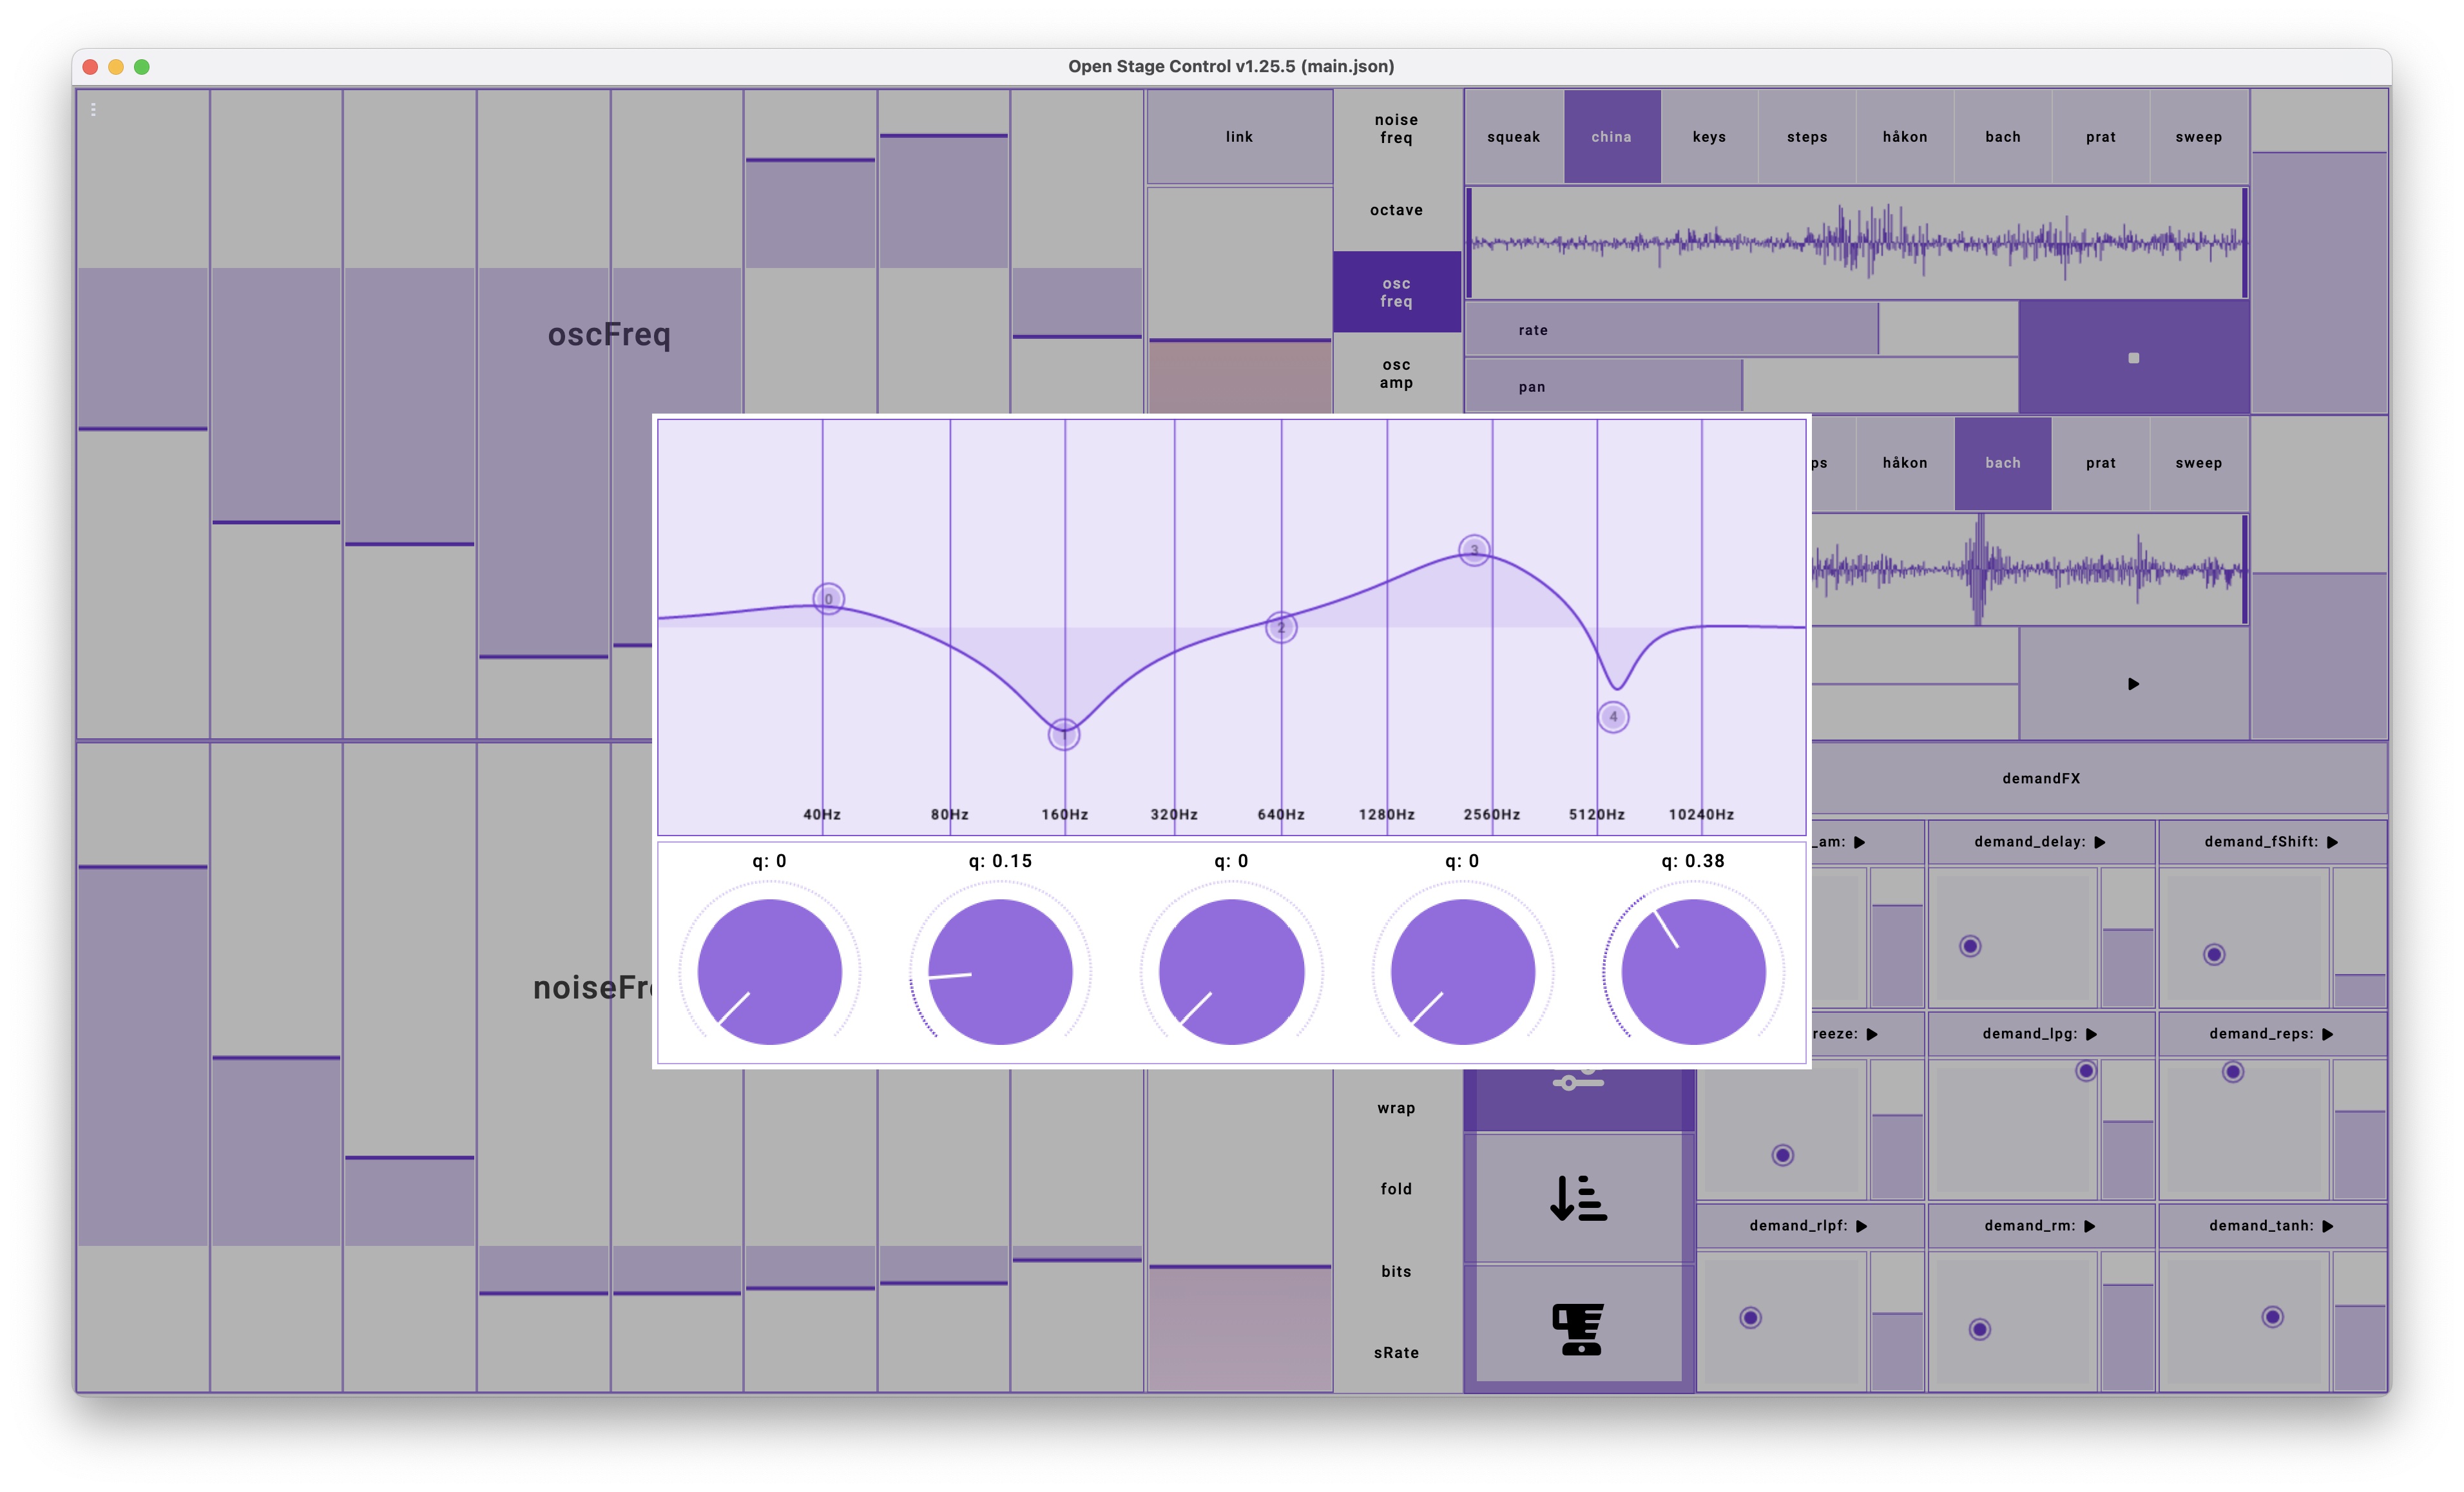 Open Stage Control v1.25.5 (main.json)
link
noise
freq
squeak
china
keys
steps
håkon
bach
prat
sweep
octave
osc
freq
oscFreq
rate
osc
amp
pan
håkon
bach
prat
sweep
0
1
2
3
4
40Hz
80Hz
160Hz
320Hz
640Hz
1280Hz
2560Hz
5120Hz
10240Hz
demandFX
q: 0
q: 0.15
q: 0
q: 0
q: 0.38
_am:
demand_delay:
demand_fShift:
noiseFr
reeze:
demand_lpg:
demand_reps:
wrap
fold
demand_rlpf:
demand_rm:
demand_tanh:
bits
sRate